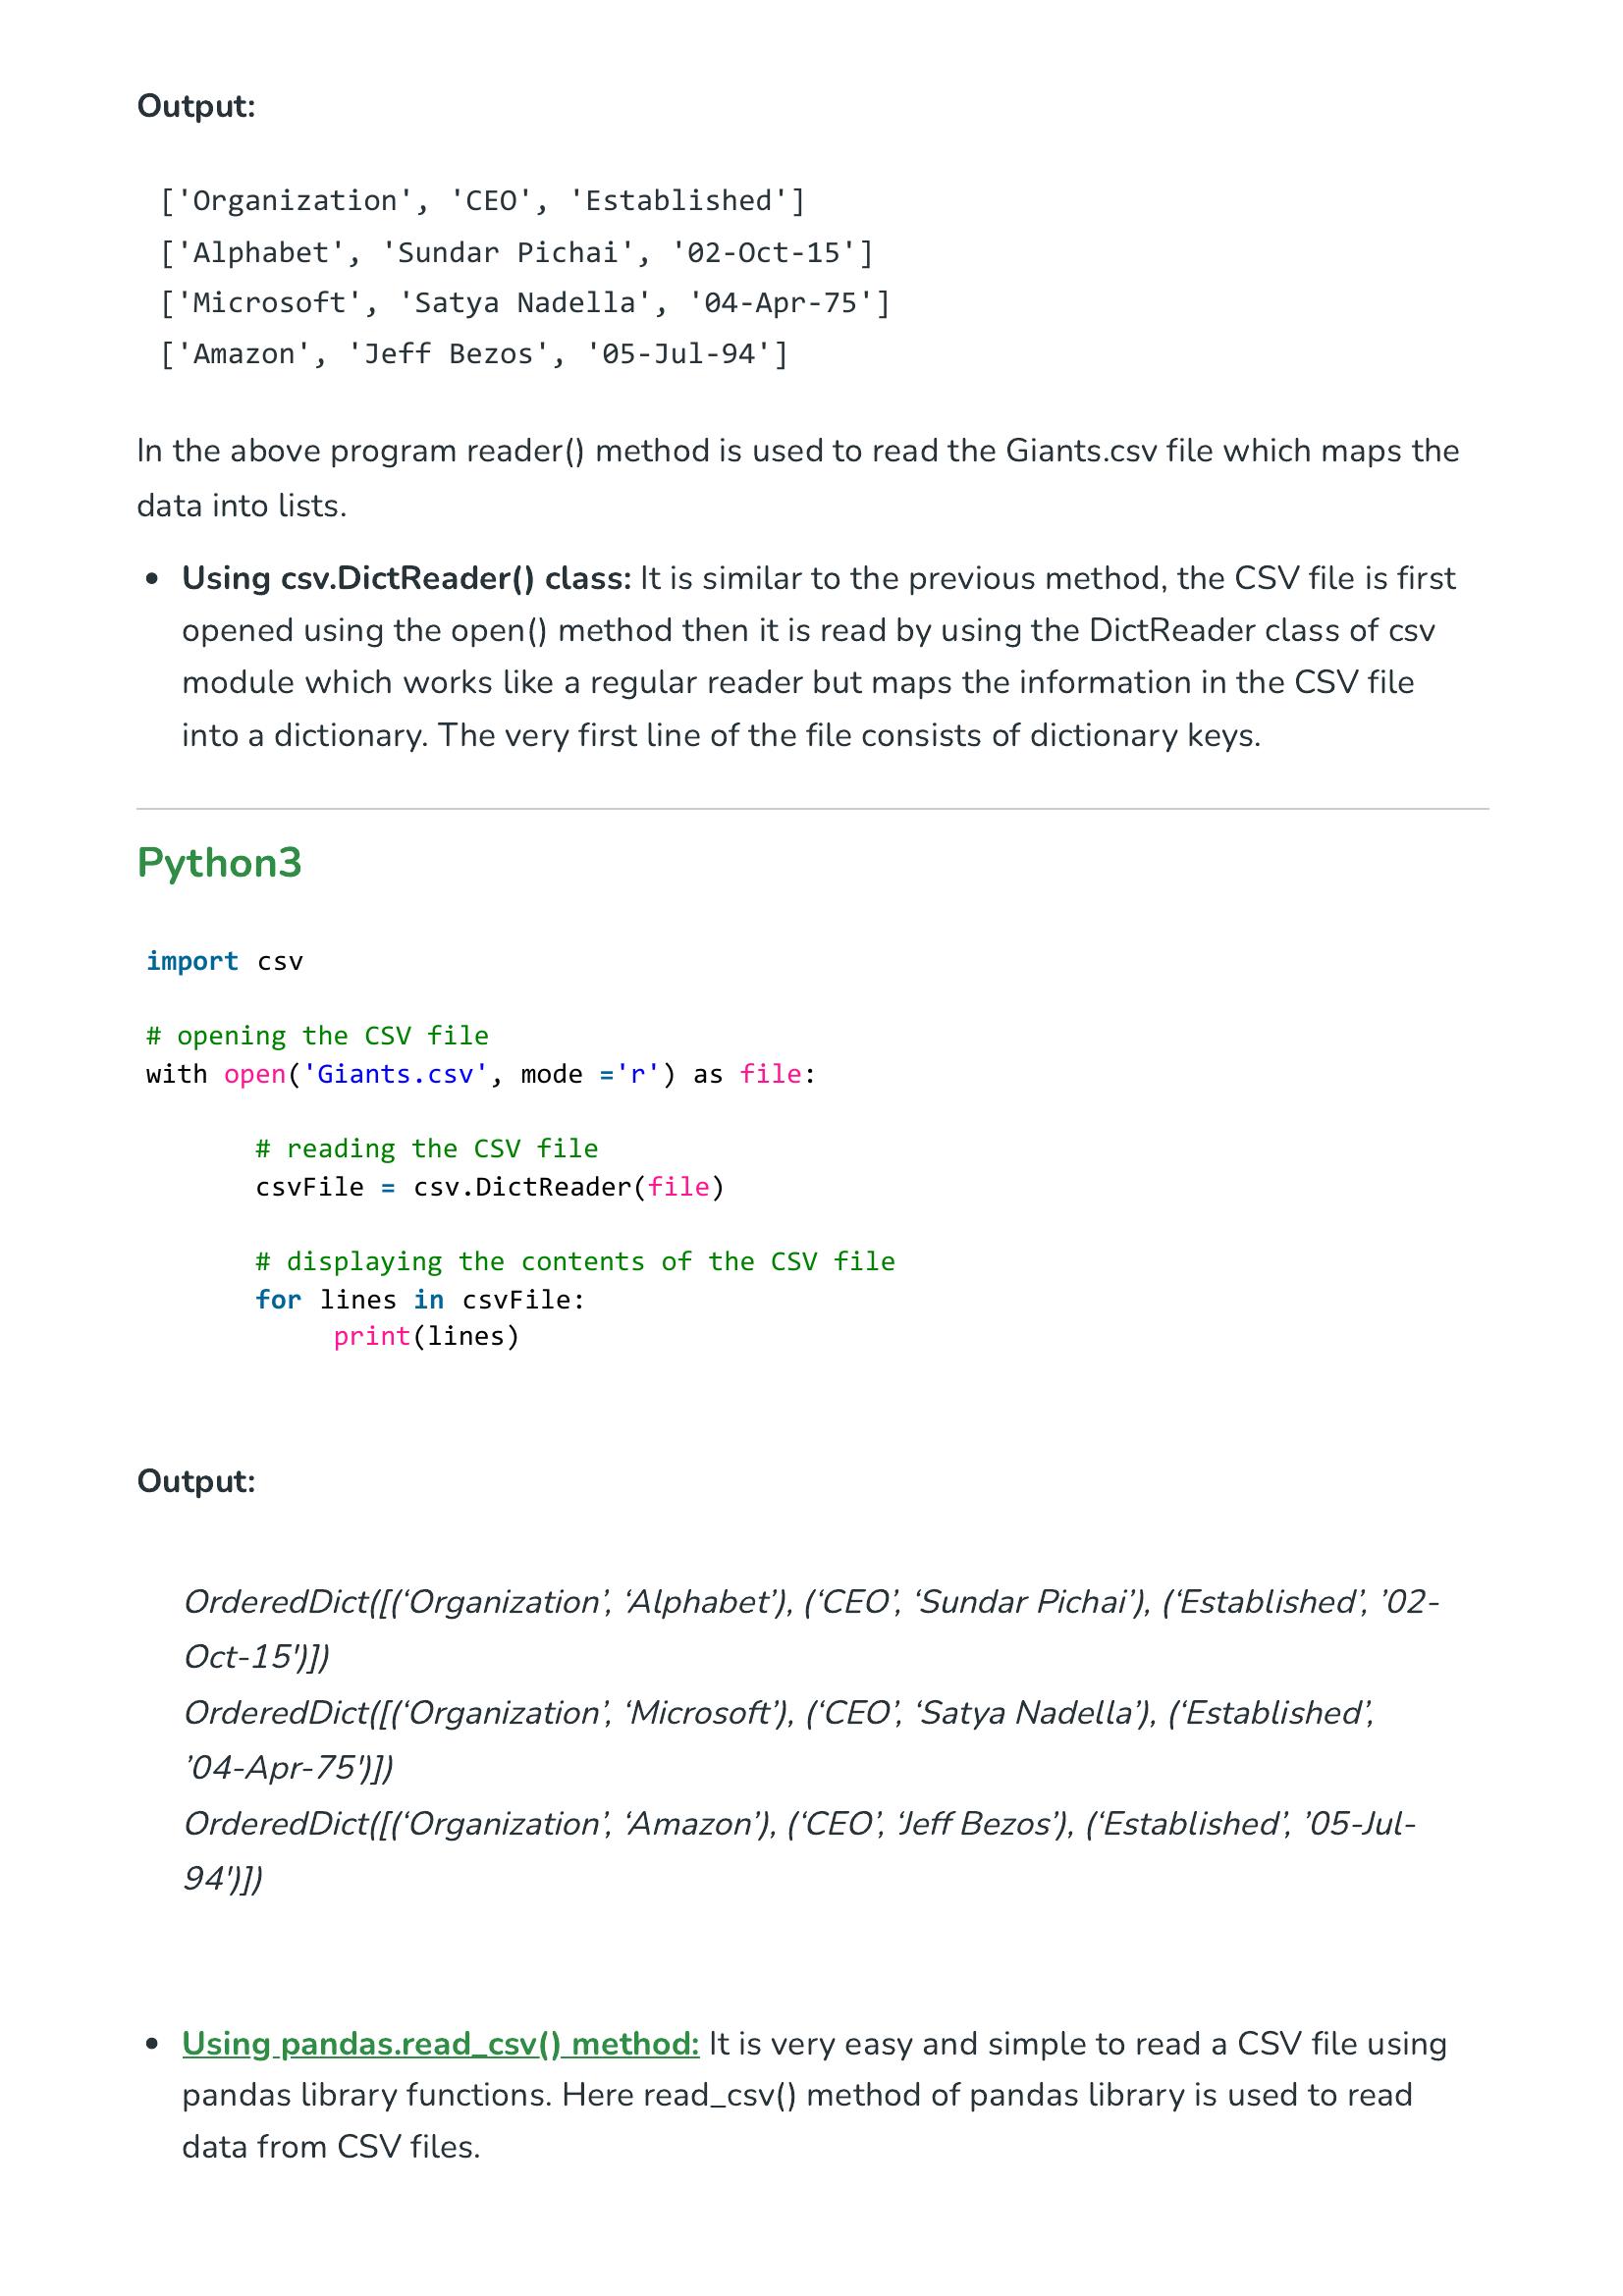 Output:
['Organization', 'CEO', 'Established']
['Alphabet', 'Sundar Pichai', '02-Oct-15']
['Microsoft', 'Satya Nadella', '04-Apr-75']
['Amazon', 'Jeff Bezos', '05-Jul-94']
In the above program reader() method is used to read the Giants.csv file which maps the
data into lists.
• Using csv.DictReader() class: It is similar to the previous method, the CSV file is first
opened using the open() method then it is read by using the DictReader class of csv
module which works like a regular reader but maps the information in the CSV file
into a dictionary. The very first line of the file consists of dictionary keys.
Python3
import csv
# opening the CSV file
with open('Giants.csv', mode ='r') as file:
# reading the CSV file
csvFile = csv.DictReader(file)
# displaying the contents of the CSV file
for lines in csvFile:
print(lines)
Output:
OrderedDict([(‘Organization’, ‘Alphabet’), (‘CEO’, ‘Sundar Pichai’), (‘Established’, ’02-
Oct-15')])
OrderedDict([(‘Organization’, ‘Microsoft’), (‘CEO’, ‘Satya Nadella’), (‘Established’,
’04-Apr-75')])
OrderedDict([(‘Organization’, ‘Amazon’), (‘CEO’, ‘Jeff Bezos’), (‘Established’, ’05-Jul-
94')])
• Using pandas.read_csv() method: It is very easy and simple to read a CSV file using
pandas library functions. Here read_csv() method of pandas library is used to read
data from CSV files.